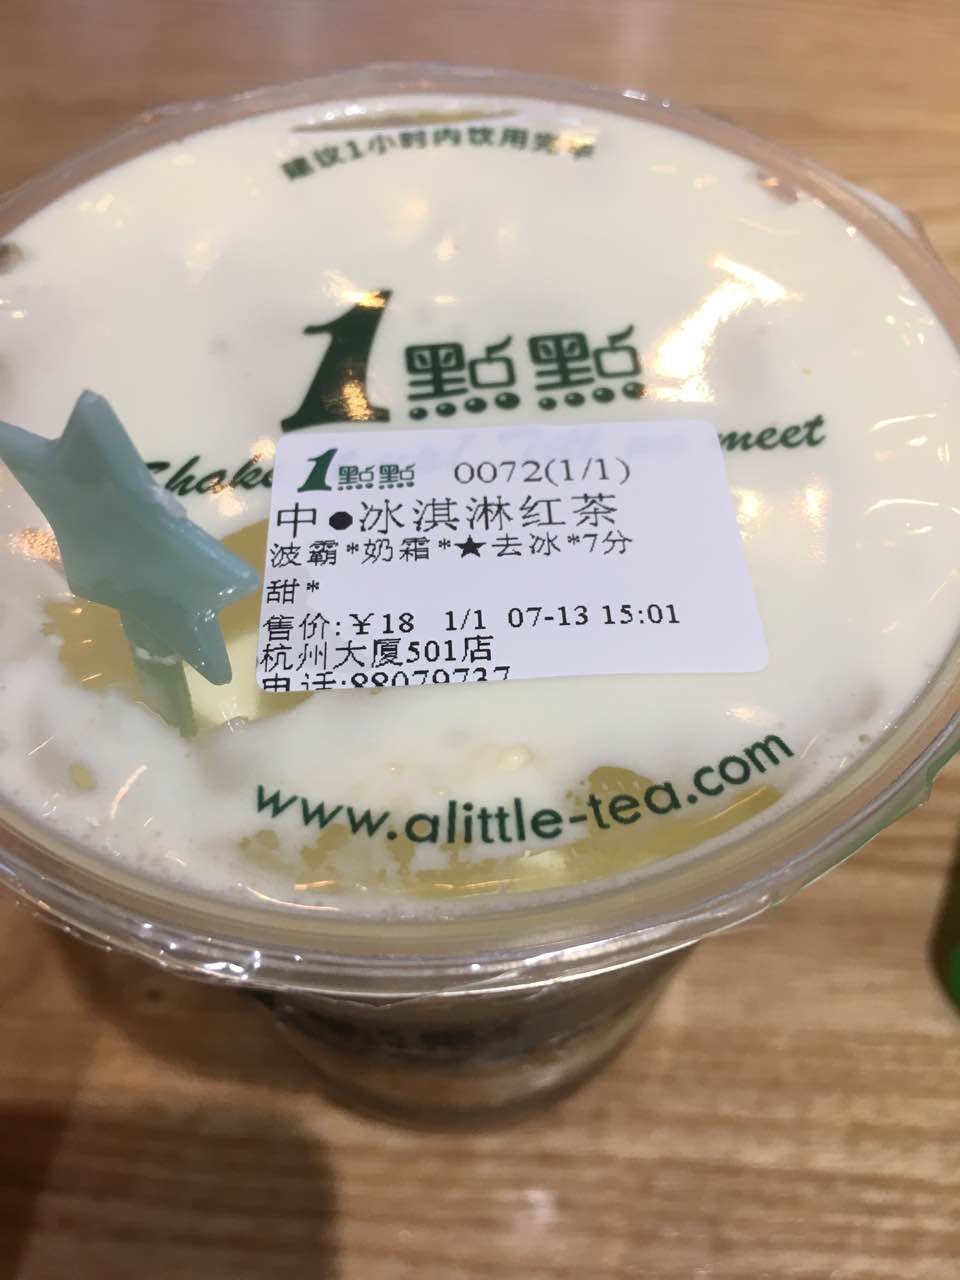 建议1小时内饮用完毕
1點點
Shake meet
1點點 0072(1/1)
中●冰淇淋红茶
波霸*奶霜*★去冰*7分
甜*
售价:￥18 1/1 07-13 15:01
杭州大厦501店
电话:88079737
www.alittle-tea.com